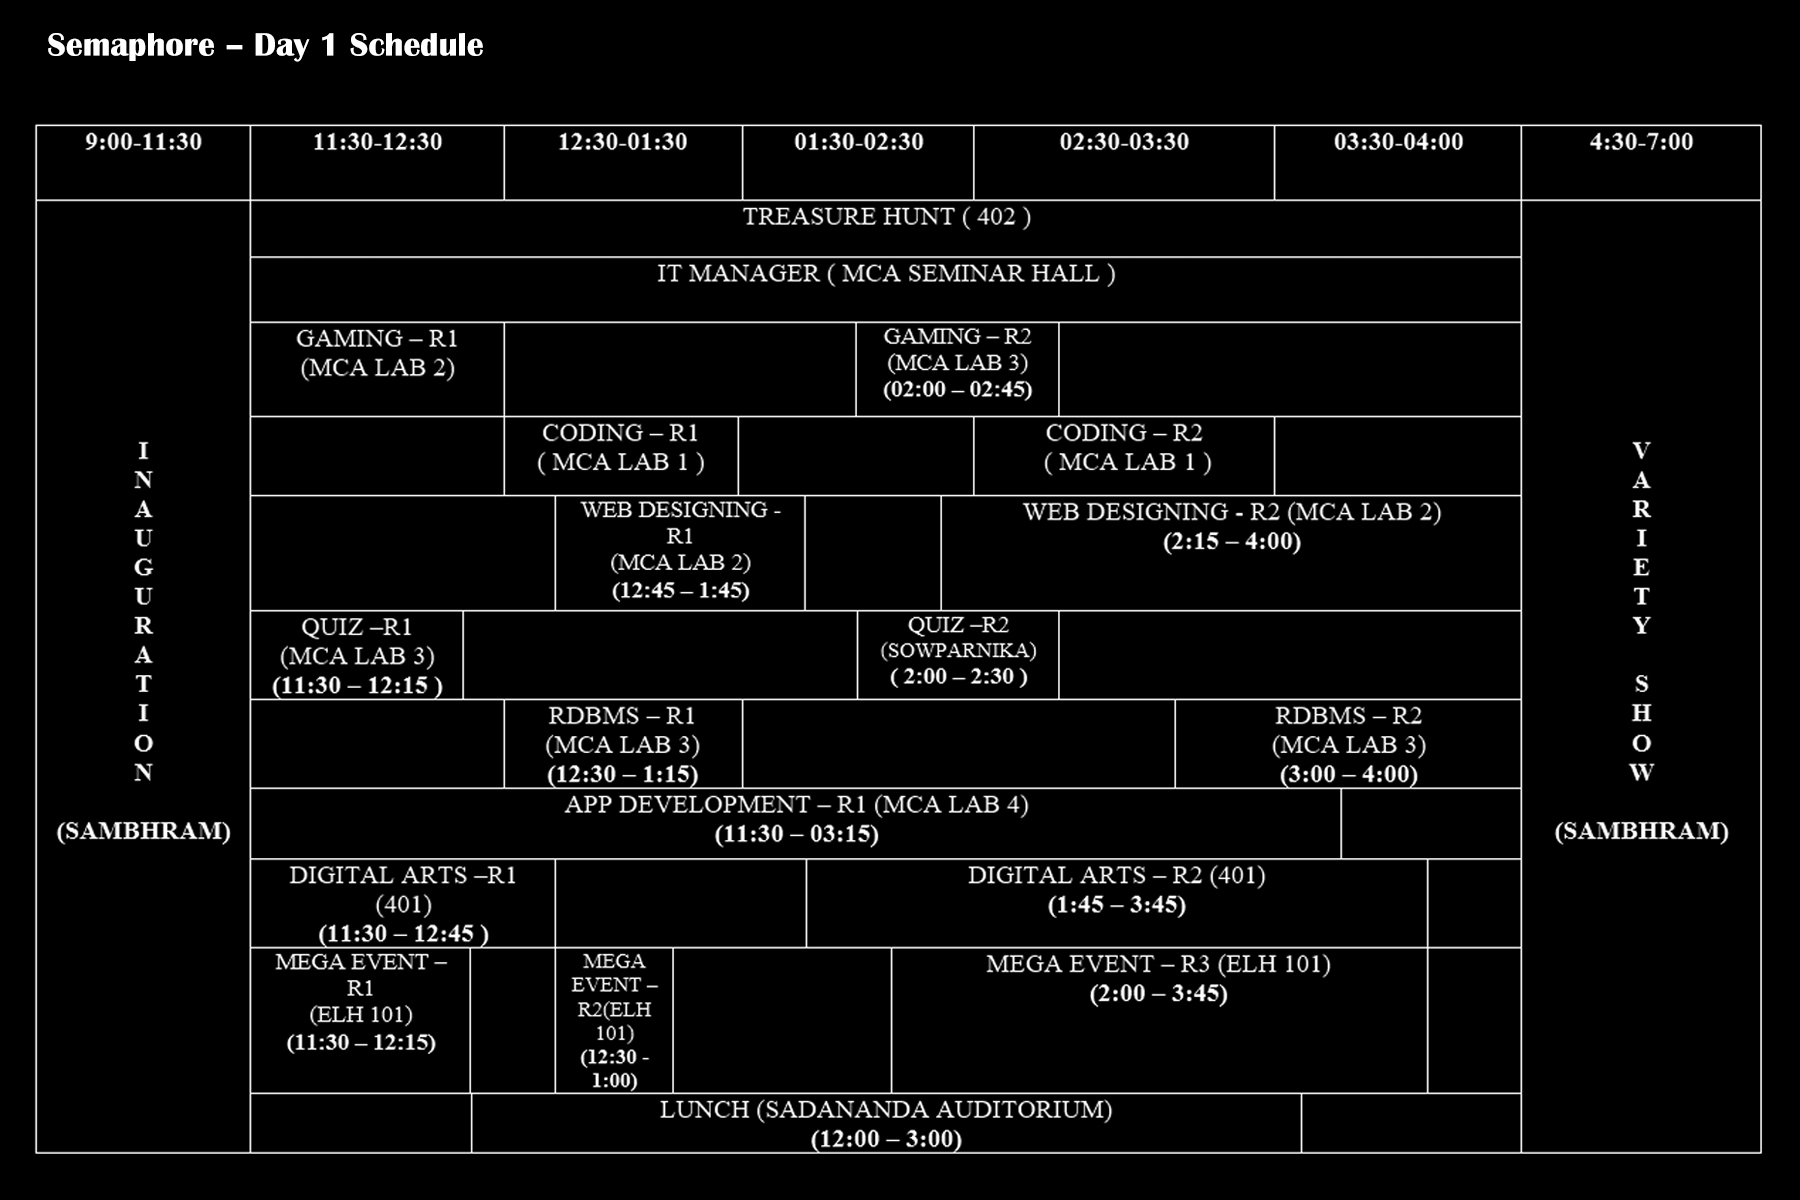 Semaphore – Day 1 Schedule
9:00-11:30
11:30-12:30
12:30-01:30
01:30-02:30
02:30-03:30
03:30-04:00
4:30-7:00
I
N
A
U
G
U
R
A
T
I
O
N
(SAMBHRAM)
TREASURE HUNT ( 402 )
IT MANAGER ( MCA SEMINAR HALL )
GAMING – R1
(MCA LAB 2)
GAMING – R2
(MCA LAB 3)
(02:00 – 02:45)
CODING – R1
( MCA LAB 1 )
CODING – R2
( MCA LAB 1 )
WEB DESIGNING -
R1
(MCA LAB 2)
(12:45 – 1:45)
WEB DESIGNING - R2 (MCA LAB 2)
(2:15 – 4:00)
QUIZ –R1
(MCA LAB 3)
(11:30 – 12:15 )
QUIZ –R2
(SOWPARNIKA)
( 2:00 – 2:30 )
RDBMS – R1
(MCA LAB 3)
(12:30 – 1:15)
RDBMS – R2
(MCA LAB 3)
(3:00 – 4:00)
APP DEVELOPMENT – R1 (MCA LAB 4)
(11:30 – 03:15)
DIGITAL ARTS –R1
(401)
(11:30 – 12:45 )
DIGITAL ARTS – R2 (401)
(1:45 – 3:45)
MEGA EVENT –
R1
(ELH 101)
(11:30 – 12:15)
MEGA
EVENT –
R2(ELH
101)
(12:30 -
1:00)
MEGA EVENT – R3 (ELH 101)
(2:00 – 3:45)
LUNCH (SADANANDA AUDITORIUM)
(12:00 – 3:00)
V
A
R
I
E
T
Y
S
H
O
W
(SAMBHRAM)